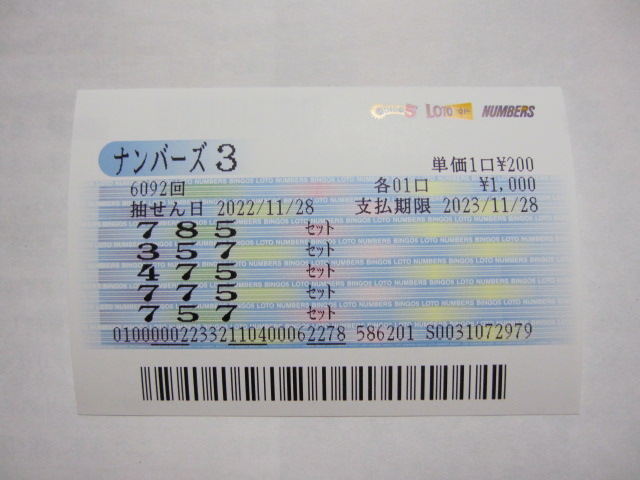 BINGO5 LOTO NUMBERS
ナンバーズ3 単価1口¥200
6092回 各01口 ¥1,000
抽せん日 2022/11/28 支払期限 2023/11/28
7 8 5 セット
3 5 7 セット
4 7 5 セット
7 7 5 セット
7 5 7 セット
010000022332110400062278 586201 S0031072979